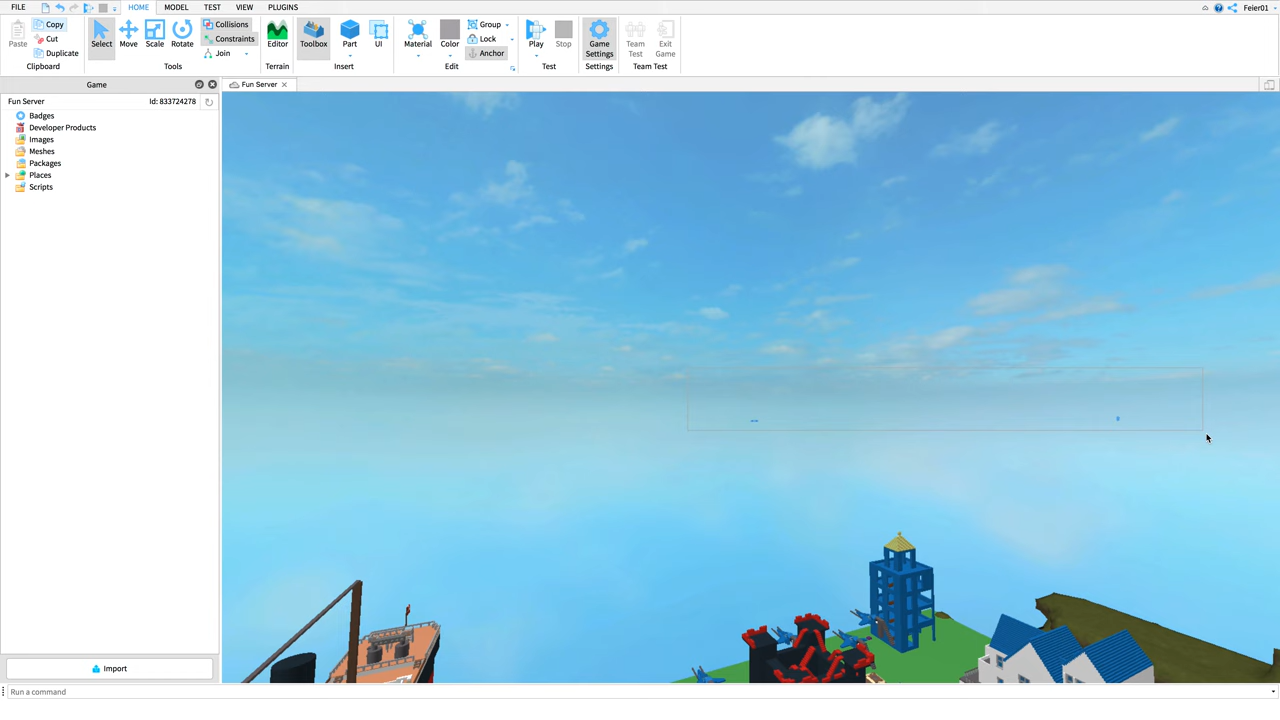 FILE HOME MODEL TEST VIEW PLUGINS Feier01
Paste Copy Cut Duplicate Clipboard
Select Move Scale Rotate Collisions Constraints Join Tools
Editor Terrain
Toolbox Part UI Insert
Material Color Group Lock Anchor Edit
Play Stop Test
Game Settings Settings
Team Test Exit Game Team Test
Game
Fun Server
Fun Server Id: 833724278
Badges
Developer Products
Images
Meshes
Packages
Places
Scripts
Import
Run a command